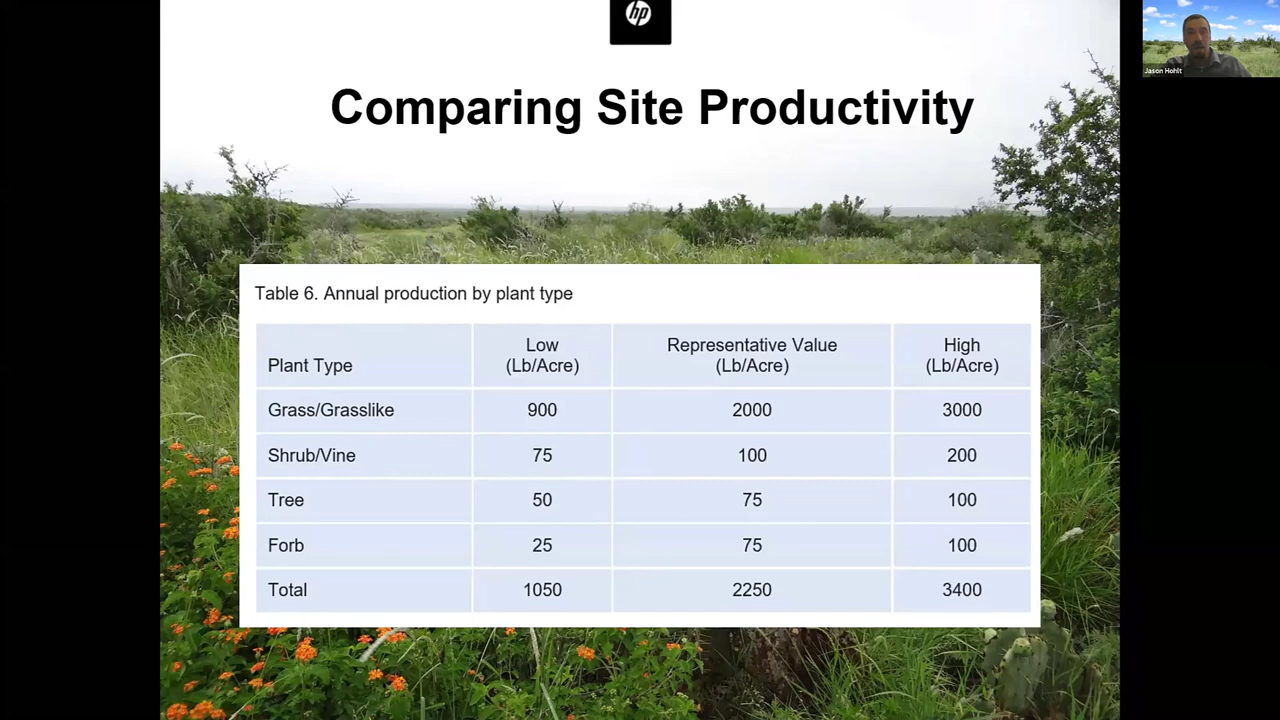 hp
Jason Hohlt
Comparing Site Productivity
Table 6. Annual production by plant type
Plant Type Low (Lb/Acre) Representative Value (Lb/Acre) High (Lb/Acre)
Grass/Grasslike 900 2000 3000
Shrub/Vine 75 100 200
Tree 50 75 100
Forb 25 75 100
Total 1050 2250 3400